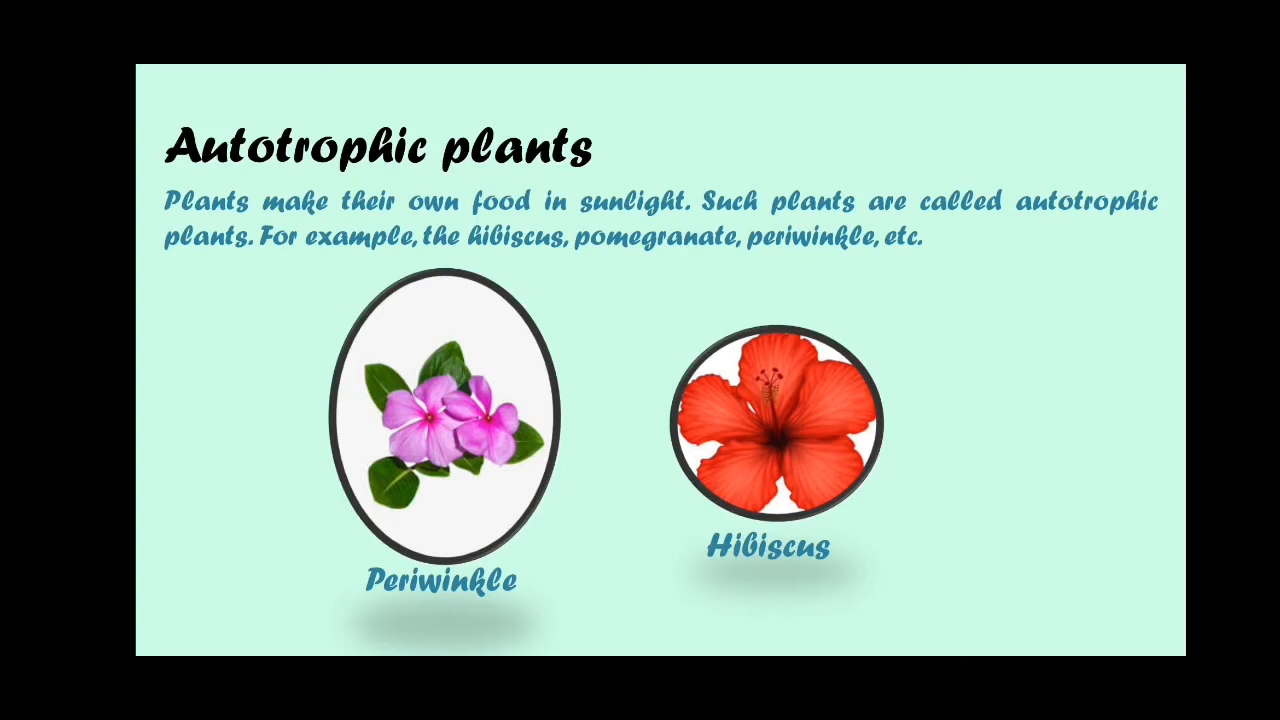 Autotrophic plants
Plants make their own food in sunlight. Such plants are called autotrophic
plants. For example, the hibiscus, pomegranate, periwinkle, etc.
Hibiscus
Periwinkle